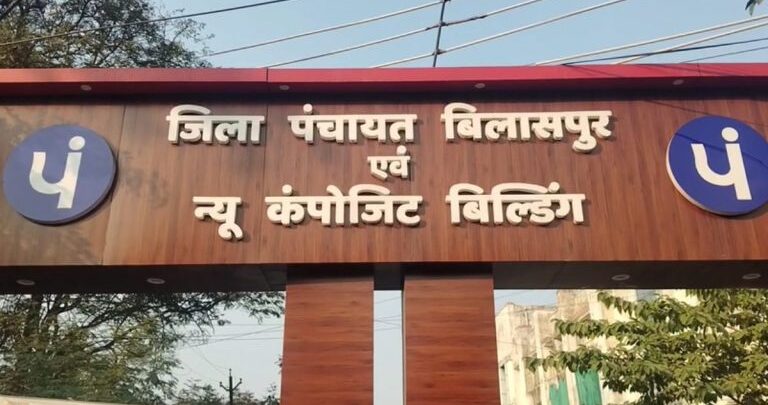 जिला पंचायत बिलासपुर
एवं
न्यू कंपोजिट बिल्डिंग
पं
पं